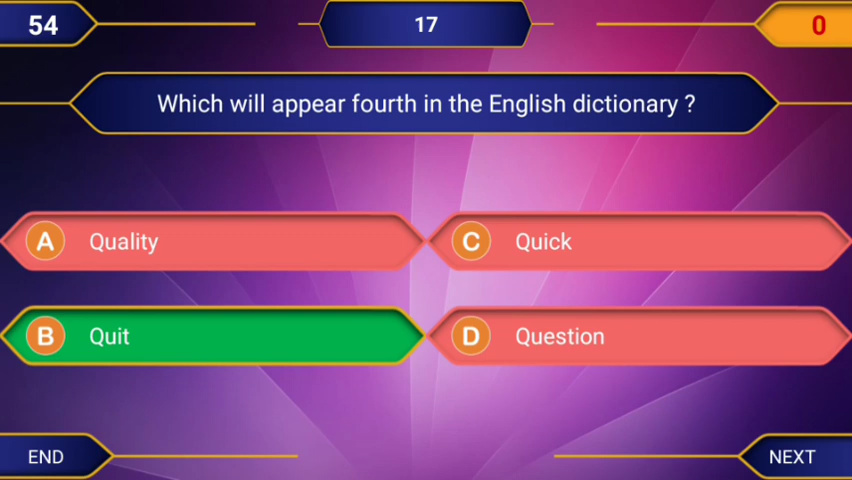 54
17
0
Which will appear fourth in the English dictionary ?
A Quality
C Quick
B Quit
D Question
END
NEXT